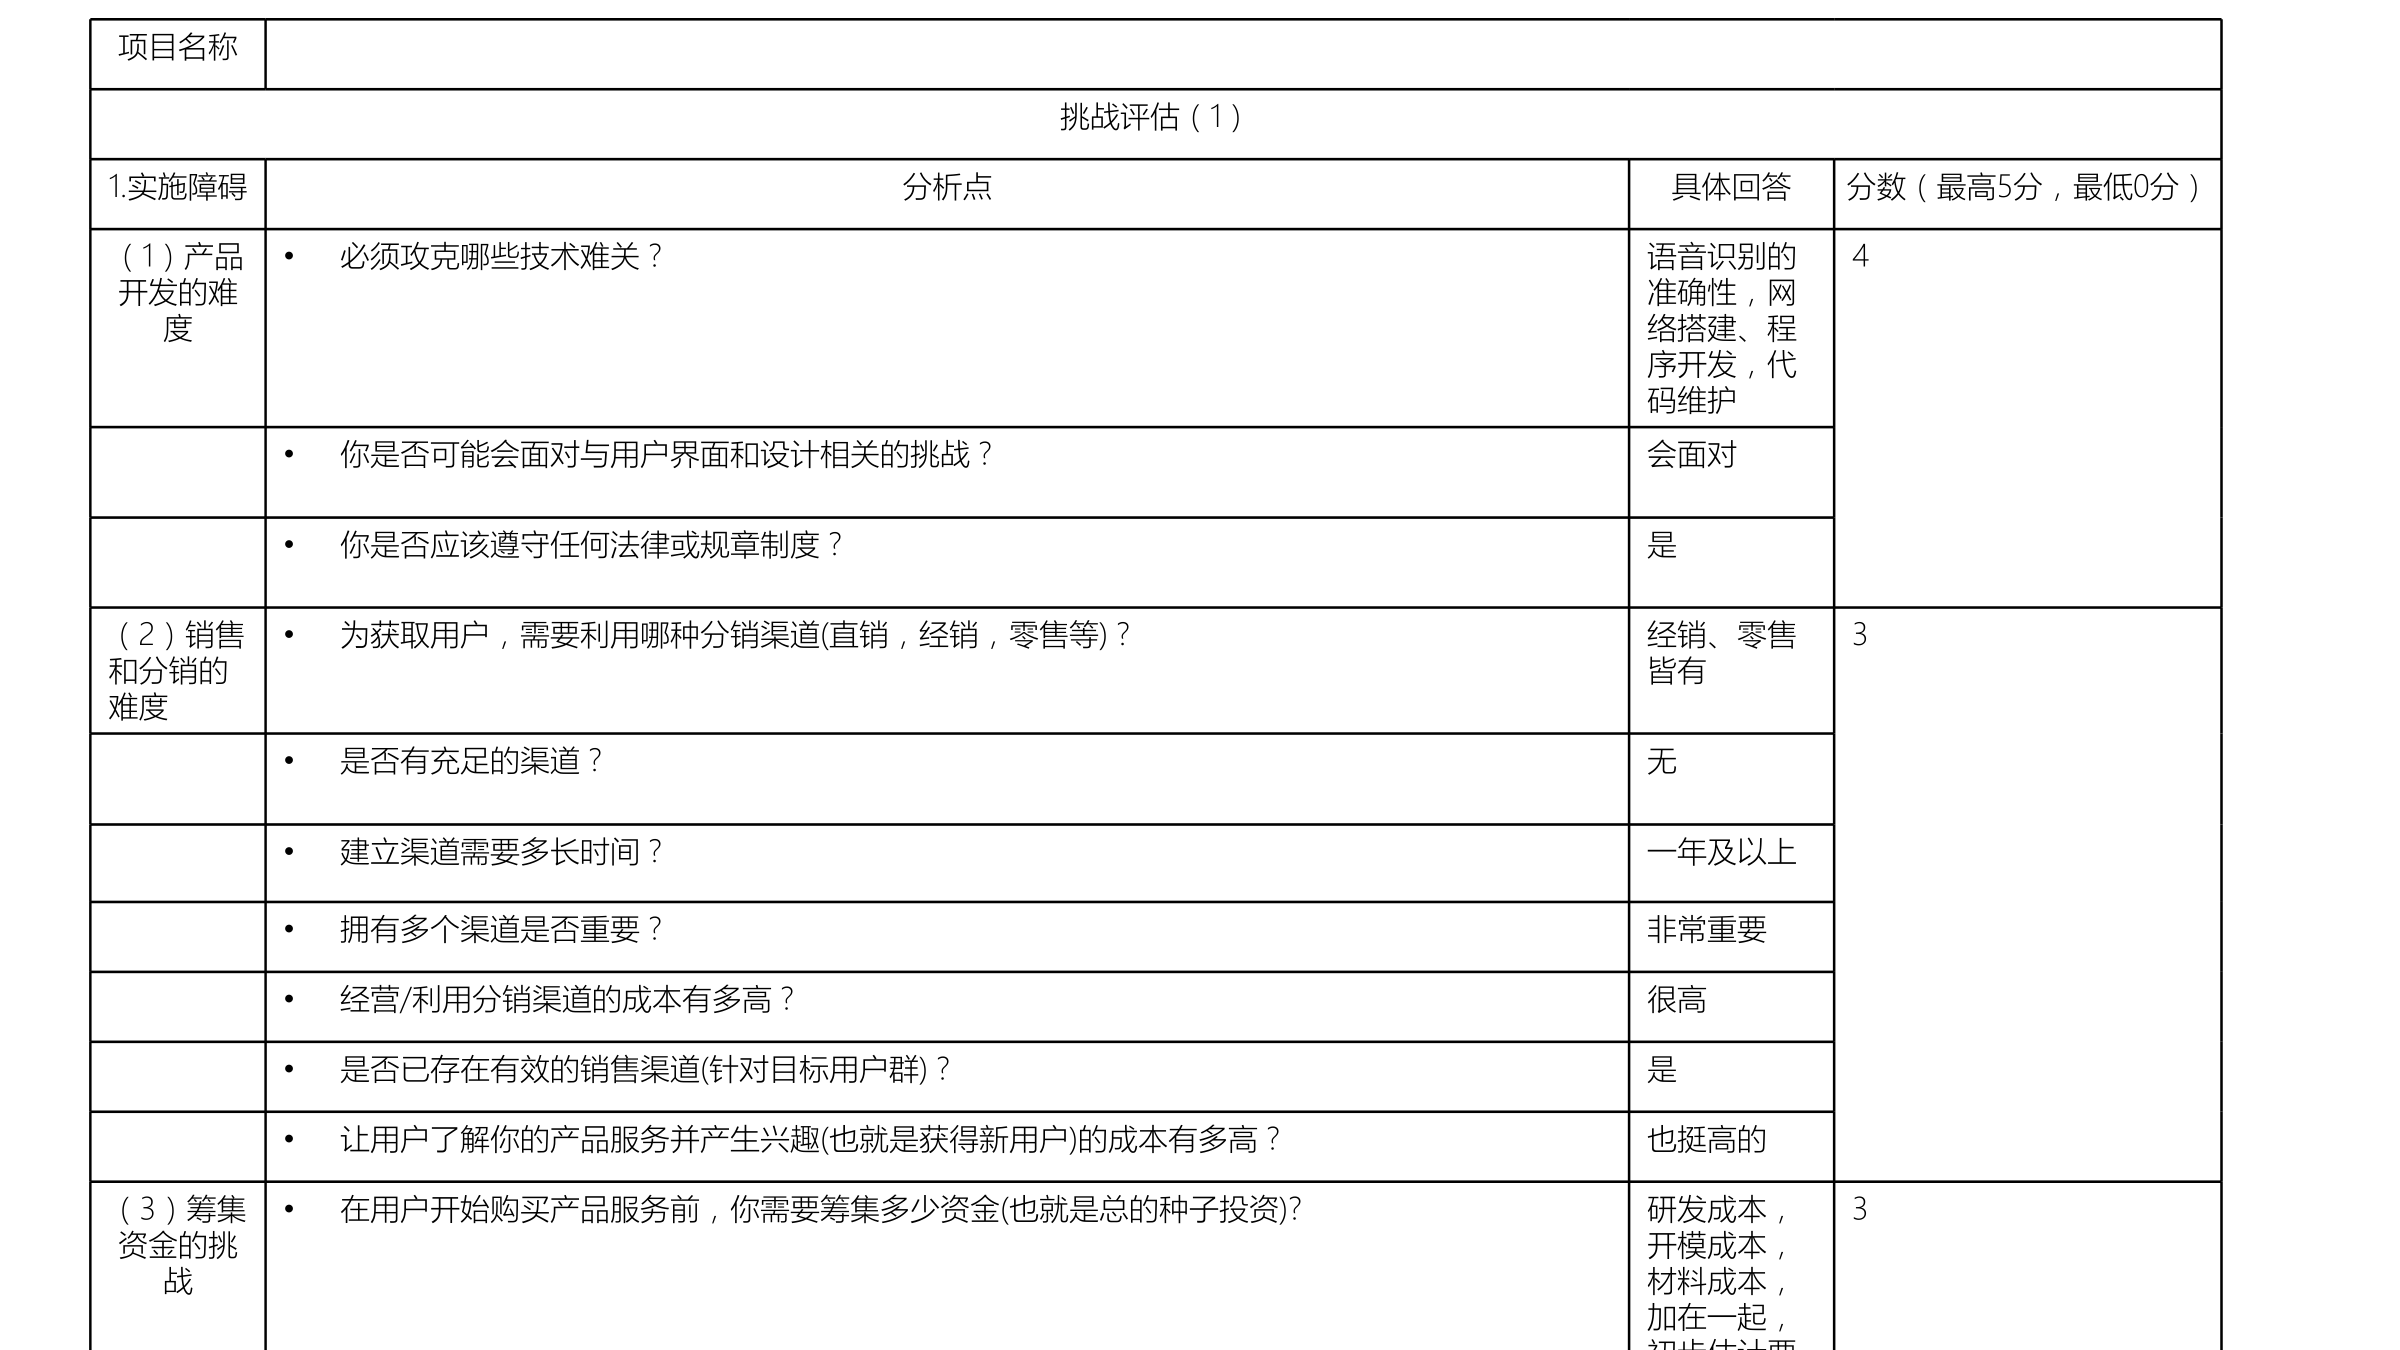 项目名称
挑战评估（1）
1.实施障碍
分析点
具体回答
分数（最高5分，最低0分）
（1）产品
开发的难
度
• 必须攻克哪些技术难关？
语音识别的
准确性，网
络搭建、程
序开发，代
码维护
4
• 你是否可能会面对与用户界面和设计相关的挑战？
会面对
• 你是否应该遵守任何法律或规章制度？
是
（2）销售
和分销的
难度
• 为获取用户，需要利用哪种分销渠道(直销，经销，零售等)？
经销、零售
皆有
3
• 是否有充足的渠道？
无
• 建立渠道需要多长时间？
一年及以上
• 拥有多个渠道是否重要？
非常重要
• 经营/利用分销渠道的成本有多高？
很高
• 是否已存在有效的销售渠道(针对目标用户群)？
是
• 让用户了解你的产品服务并产生兴趣(也就是获得新用户)的成本有多高？
也挺高的
（3）筹集
资金的挑
战
• 在用户开始购买产品服务前，你需要筹集多少资金(也就是总的种子投资)?
研发成本，
开模成本，
材料成本，
加在一起，
3